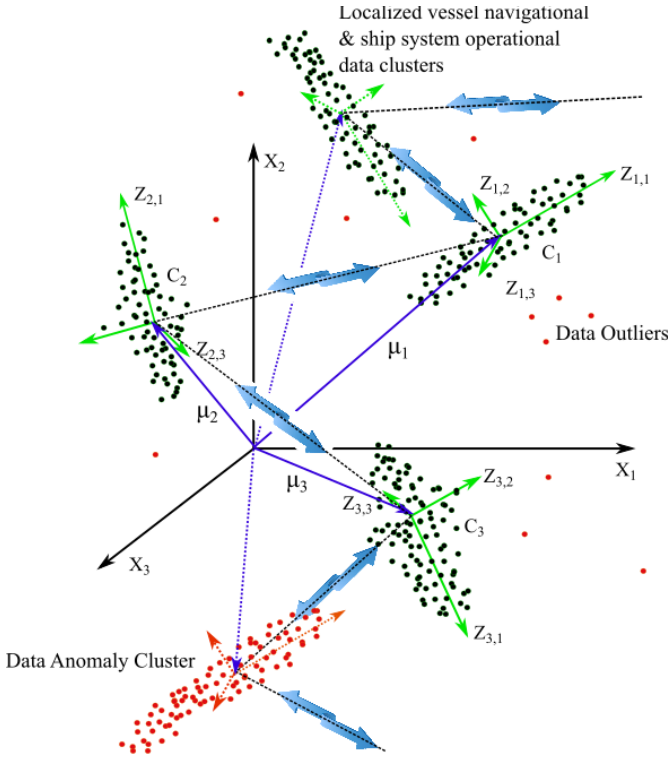 Localized vessel navigational
& ship system operational
data clusters
X2
Z1,2
Z1,1
Z2,1
C1
C2
Z1,3
Data Outliers
μ1
Z2,3
μ2
μ3
X1
Z3,2
Z3,3
C3
X3
Z3,1
Data Anomaly Cluster